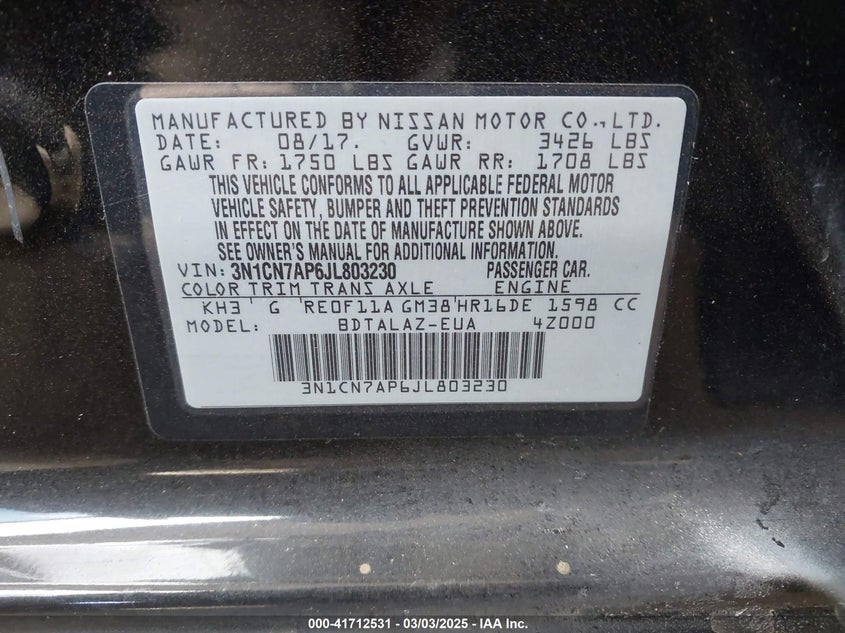 MANUFACTURED BY NISSAN MOTOR CO.,LTD.
DATE: 08/17. GVWR: 3426 LBS
GAWR FR: 1750 LBS GAWR RR: 1708 LBS
THIS VEHICLE CONFORMS TO ALL APPLICABLE FEDERAL MOTOR
VEHICLE SAFETY, BUMPER AND THEFT PREVENTION STANDARDS
IN EFFECT ON THE DATE OF MANUFACTURE SHOWN ABOVE.
SEE OWNER'S MANUAL FOR ADDITIONAL INFORMATION.
VIN: 3N1CN7AP6JL803230 PASSENGER CAR.
COLOR TRIM TRANS AXLE ENGINE
KH3 G RE0F11A GM38 HR16DE 1598 CC
MODEL: BDTALAZ-EUA 4Z000
3N1CN7AP6JL803230
000-41712531 - 03/03/2025 - IAA Inc.